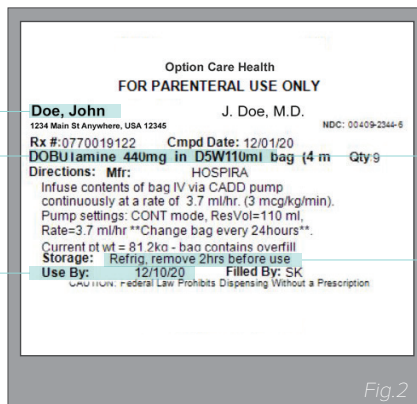 Option Care Health
FOR PARENTERAL USE ONLY
Doe, John J. Doe, M.D.
1234 Main St Anywhere, USA 12345 NDC: 00409-2344-6
Rx #:0770019122 Cmpd Date: 12/01/20
DOBUlamine 440mg in D5W110ml bag (4 m Qty 9
Directions: Mfr: HOSPIRA
Infuse contents of bag IV via CADD pump
continuously at a rate of 3.7 ml/hr. (3 mcg/kg/min).
Pump settings: CONT mode, ResVol=110 ml,
Rate=3.7 ml/hr **Change bag every 24hours**.
Current pt wt = 81.2kg - bag contains overfill
Storage: Refrig, remove 2hrs before use
Use By: 12/10/20 Filled By: SK
CAUTION: Federal Law Prohibits Dispensing Without a Prescription
Fig.2